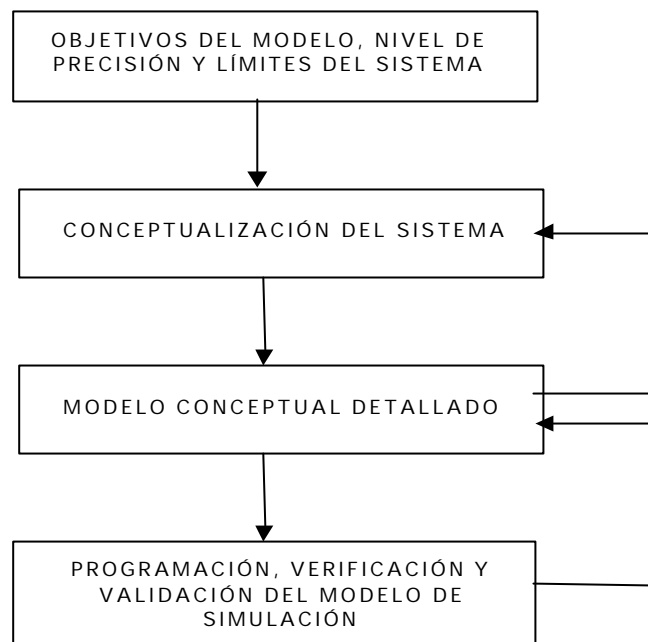 OBJETIVOS DEL MODELO, NIVEL DE
PRECISIÓN Y LÍMITES DEL SISTEMA
CONCEPTUALIZACIÓN DEL SISTEMA
MODELO CONCEPTUAL DETALLADO
PROGRAMACIÓN, VERIFICACIÓN Y
VALIDACIÓN DEL MODELO DE
SIMULACIÓN